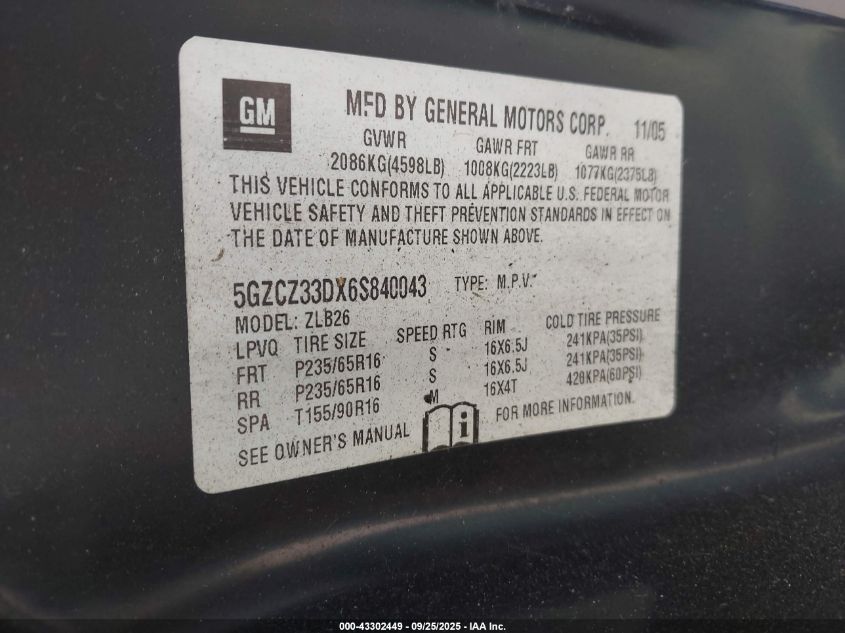 GM
MFD BY GENERAL MOTORS CORP. 11/05
GVWR GAWR FRT GAWR RR
2086KG(4598LB) 1008KG(2223LB) 1077KG(2375LB)
THIS VEHICLE CONFORMS TO ALL APPLICABLE U.S. FEDERAL MOTOR
VEHICLE SAFETY AND THEFT PREVENTION STANDARDS IN EFFECT ON
THE DATE OF MANUFACTURE SHOWN ABOVE.
5GZCZ33DX6S840043 TYPE: M.P.V.
MODEL: ZLB26
LPVQ TIRE SIZE SPEED RTG RIM COLD TIRE PRESSURE
FRT P235/65R16 S 16X6.5J 241KPA(35PSI)
RR P235/65R16 S 16X6.5J 241KPA(35PSI)
SPA T155/90R16 M 16X4T 420KPA(60PSI)
SEE OWNER'S MANUAL i FOR MORE INFORMATION.
000-43302449 - 09/25/2025 - IAA Inc.